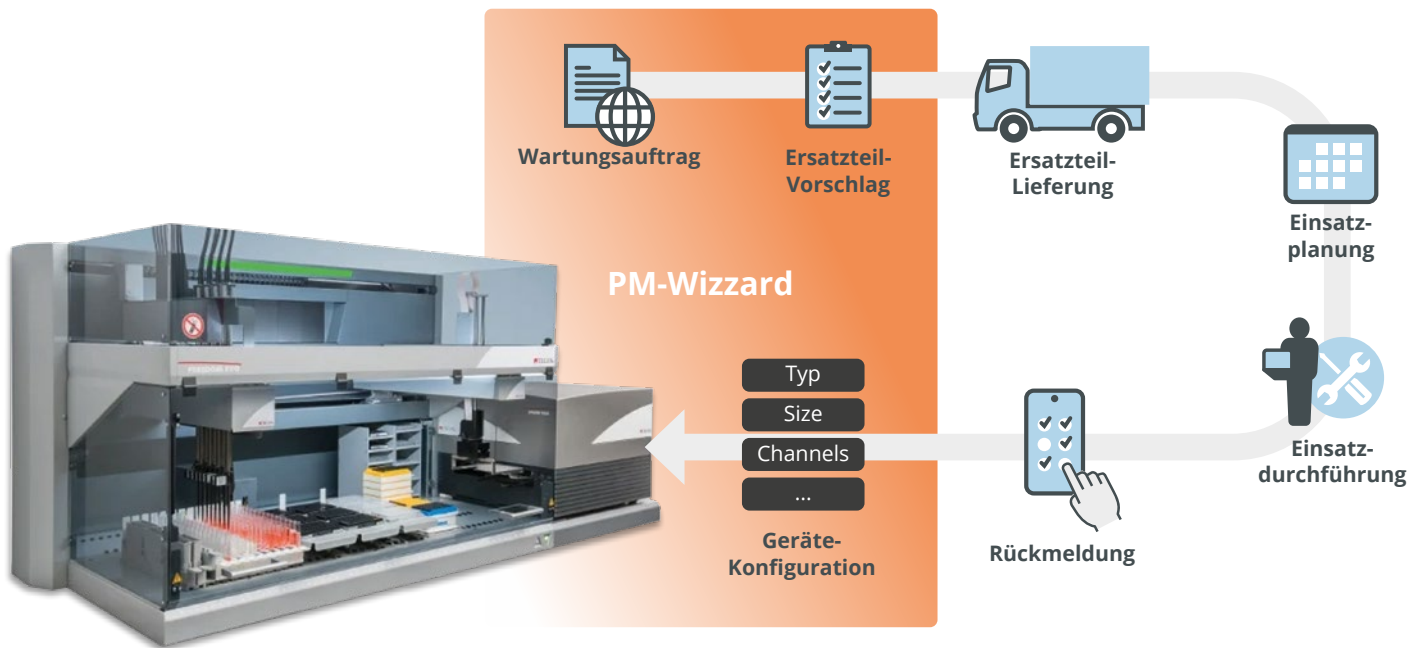 Wartungsauftrag
Ersatzteil-
Vorschlag
Ersatzteil-
Lieferung
Einsatz-
planung
PM-Wizzard
Typ
Size
Channels
...
Geräte-
Konfiguration
Rückmeldung
Einsatz-
durchführung